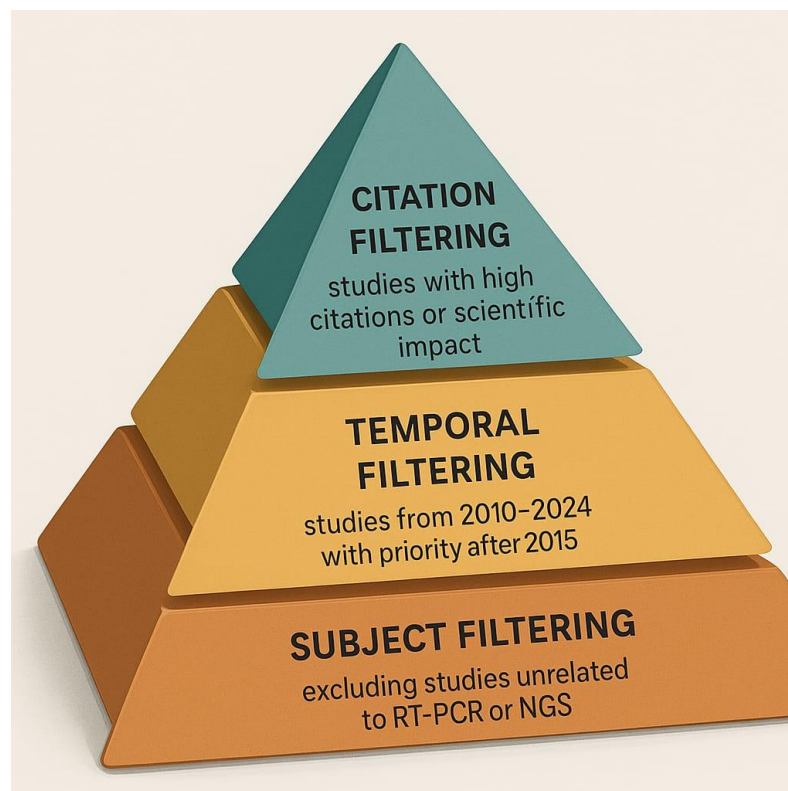 CITATION
FILTERING
studies with high
citations or scientífic
impact
TEMPORAL
FILTERING
studies from 2010–2024
with priority after 2015
SUBJECT FILTERING
excluding studies unrelated
to RT-PCR or NGS